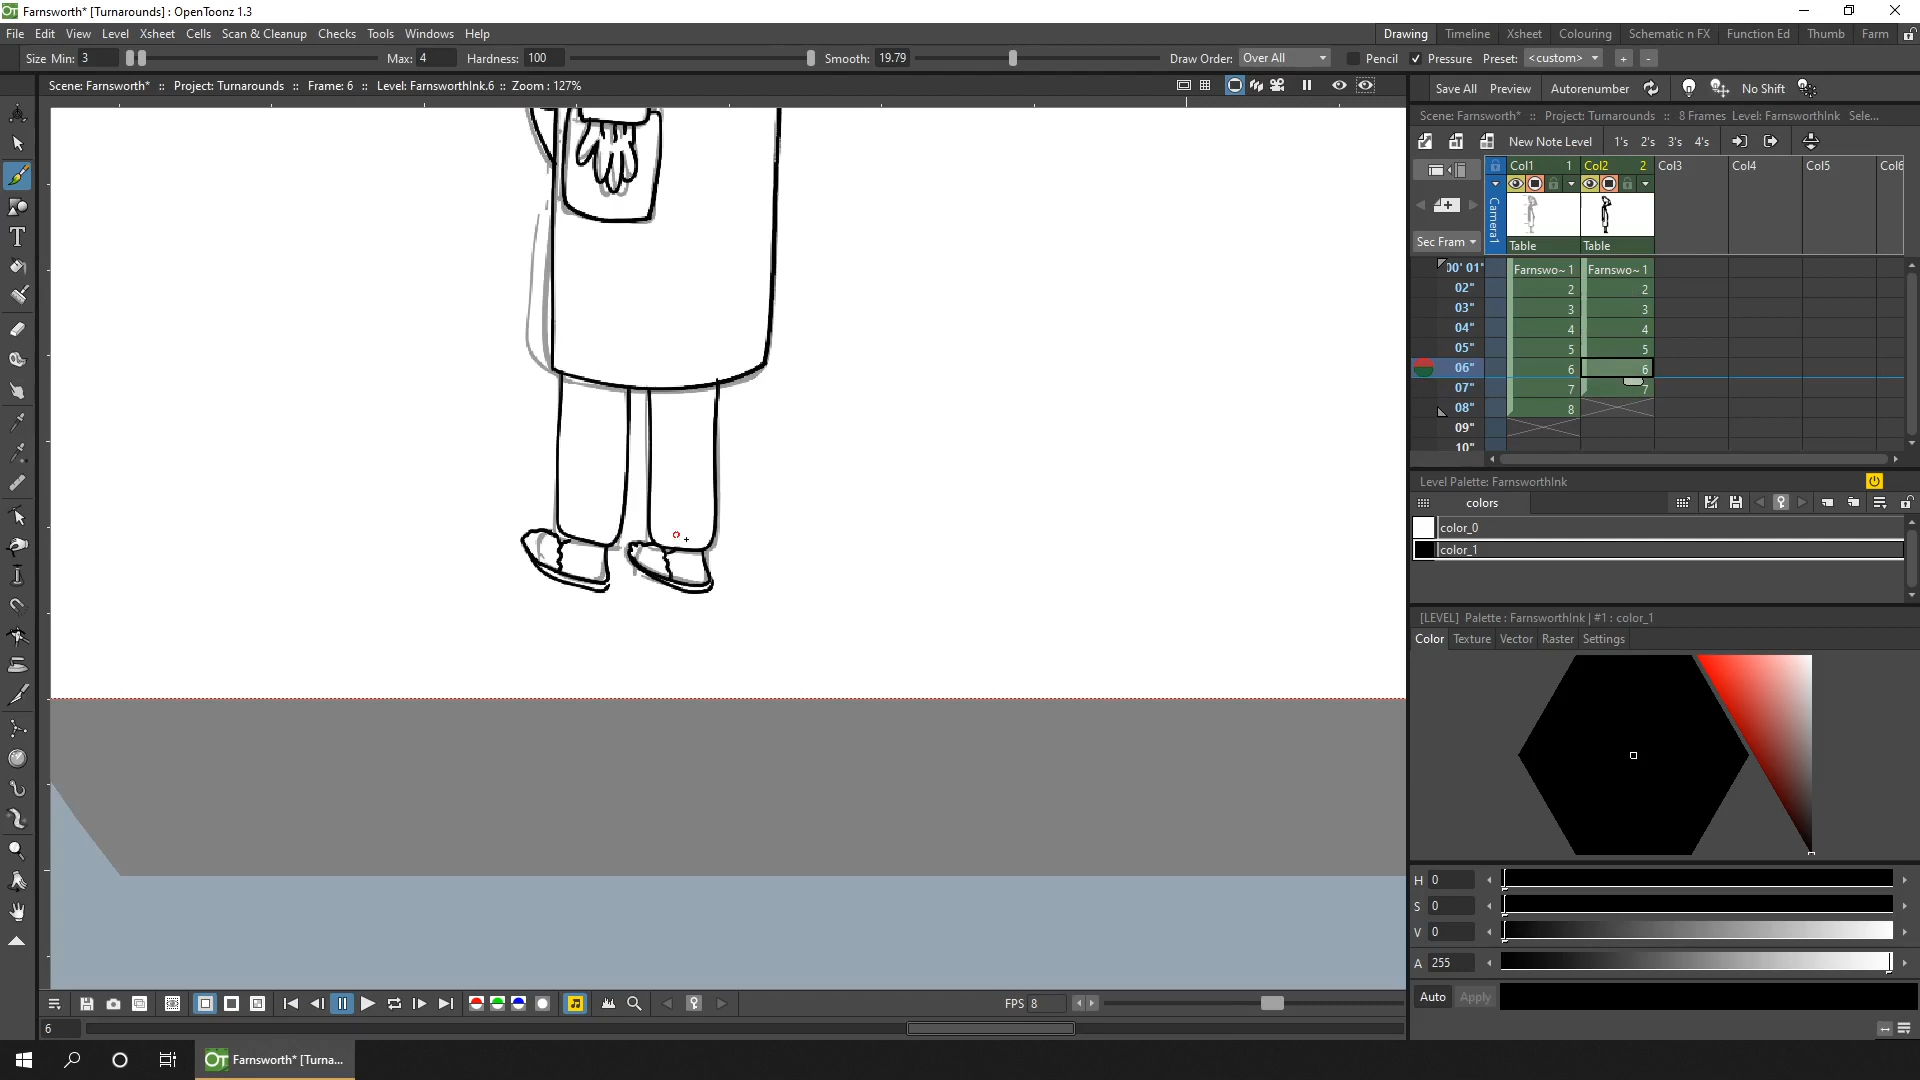 Farnsworth* [Turnarounds] : OpenToonz 1.3
File Edit View Level Xsheet Cells Scan & Cleanup Checks Tools Windows Help
Drawing Timeline Xsheet Colouring Schematic n FX Function Ed Thumb Farm
Size Min: 3 Max: 4 Hardness: 100 Smooth: 19.79 Draw Order: Over All Pencil Pressure Preset: <custom> + -
Scene: Farnsworth* :: Project: Turnarounds :: Frame: 6 :: Level: FarnsworthInk.6 :: Zoom : 127%
Save All Preview Autorenumber No Shift
Scene: Farnsworth* :: Project: Turnarounds :: 8 Frames Level: FarnsworthInk Sele...
New Note Level 1's 2's 3's 4's
Col1 1 Col2 2 Col3 Col4 Col5 Col6
Camera1
Sec Fram Table Table
00' 01" Farnswo~ 1 Farnswo~ 1
02" 2 2
03" 3 3
04" 4 4
05" 5 5
06" 6 6
07" 7 7
08" 8
09"
10"
Level Palette: FarnsworthInk
colors
color_0
color_1
[LEVEL] Palette : FarnsworthInk | #1 : color_1
Color Texture Vector Raster Settings
H 0
S 0
V 0
A 255
Auto Apply
FPS 8
6
Farnsworth* [Turna...